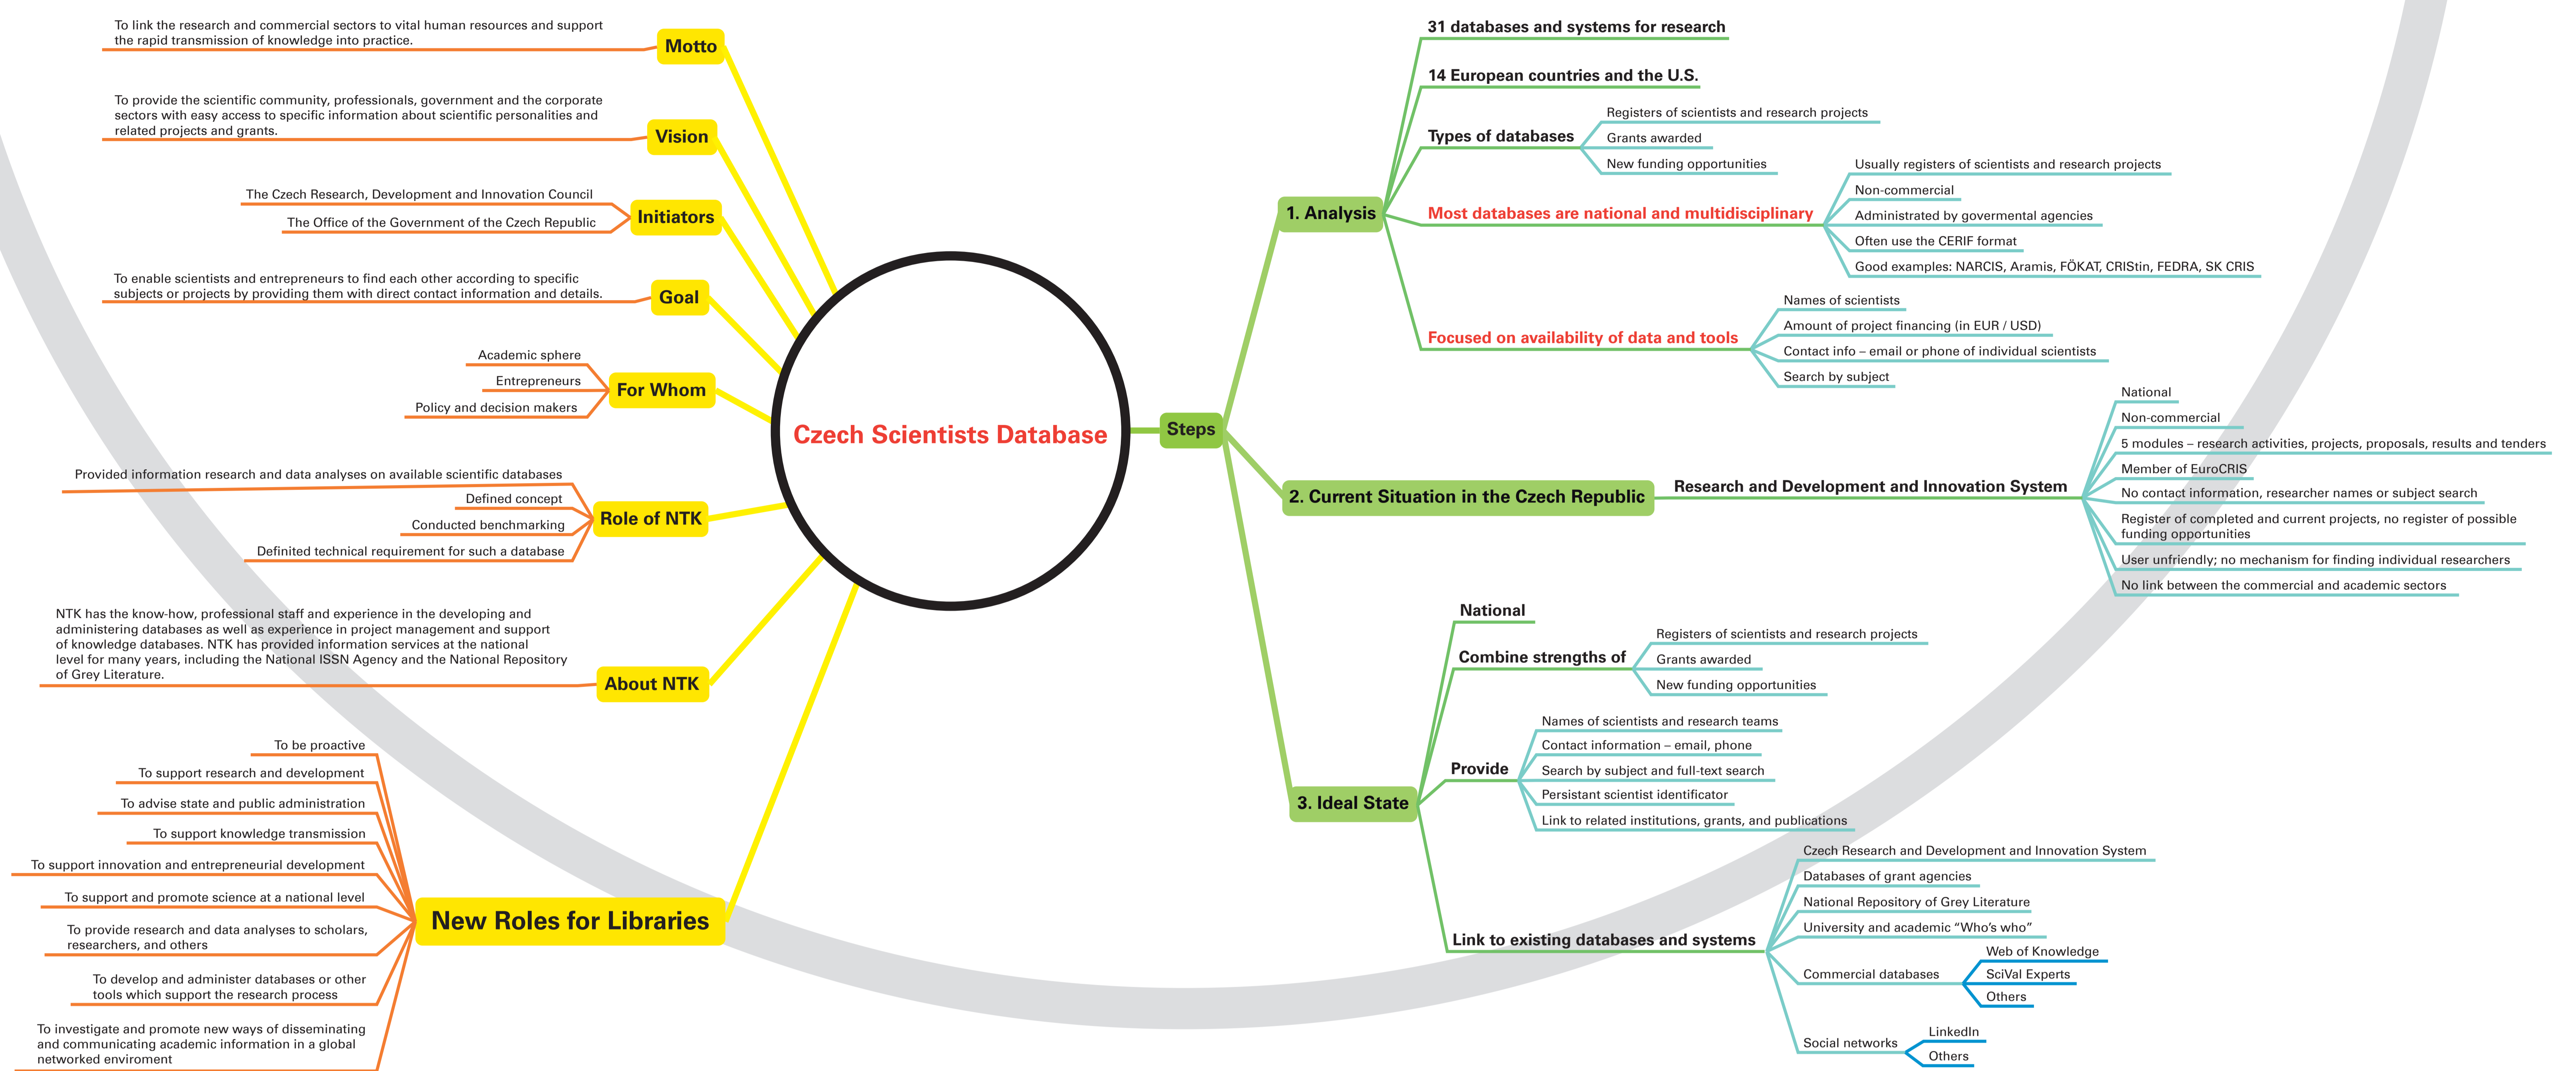 To link the research and commercial sectors to vital human resources and support
the rapid transmission of knowledge into practice.
Motto
To provide the scientific community, professionals, government and the corporate
sectors with easy access to specific information about scientific personalities and
related projects and grants.
Vision
The Czech Research, Development and Innovation Council
The Office of the Government of the Czech Republic
Initiators
To enable scientists and entrepreneurs to find each other according to specific
subjects or projects by providing them with direct contact information and details.
Goal
Academic sphere
Entrepreneurs
Policy and decision makers
For Whom
Provided information research and data analyses on available scientific databases
Defined concept
Conducted benchmarking
Definited technical requirement for such a database
Role of NTK
NTK has the know-how, professional staff and experience in the developing and
administering databases as well as experience in project management and support
of knowledge databases. NTK has provided information services at the national
level for many years, including the National ISSN Agency and the National Repository
of Grey Literature.
About NTK
To be proactive
To support research and development
To advise state and public administration
To support knowledge transmission
To support innovation and entrepreneurial development
To support and promote science at a national level
To provide research and data analyses to scholars,
researchers, and others
To develop and administer databases or other
tools which support the research process
To investigate and promote new ways of disseminating
and communicating academic information in a global
networked enviroment
New Roles for Libraries
Czech Scientists Database
Steps
1. Analysis
31 databases and systems for research
14 European countries and the U.S.
Types of databases
Registers of scientists and research projects
Grants awarded
New funding opportunities
Most databases are national and multidisciplinary
Usually registers of scientists and research projects
Non-commercial
Administrated by govermental agencies
Often use the CERIF format
Good examples: NARCIS, Aramis, FÖKAT, CRIStin, FEDRA, SK CRIS
Focused on availability of data and tools
Names of scientists
Amount of project financing (in EUR / USD)
Contact info – email or phone of individual scientists
Search by subject
2. Current Situation in the Czech Republic
Research and Development and Innovation System
National
Non-commercial
5 modules – research activities, projects, proposals, results and tenders
Member of EuroCRIS
No contact information, researcher names or subject search
Register of completed and current projects, no register of possible
funding opportunities
User unfriendly; no mechanism for finding individual researchers
No link between the commercial and academic sectors
3. Ideal State
National
Combine strengths of
Registers of scientists and research projects
Grants awarded
New funding opportunities
Provide
Names of scientists and research teams
Contact information – email, phone
Search by subject and full-text search
Persistant scientist identificator
Link to related institutions, grants, and publications
Link to existing databases and systems
Czech Research and Development and Innovation System
Databases of grant agencies
National Repository of Grey Literature
University and academic “Who’s who”
Commercial databases
Web of Knowledge
SciVal Experts
Others
Social networks
LinkedIn
Others